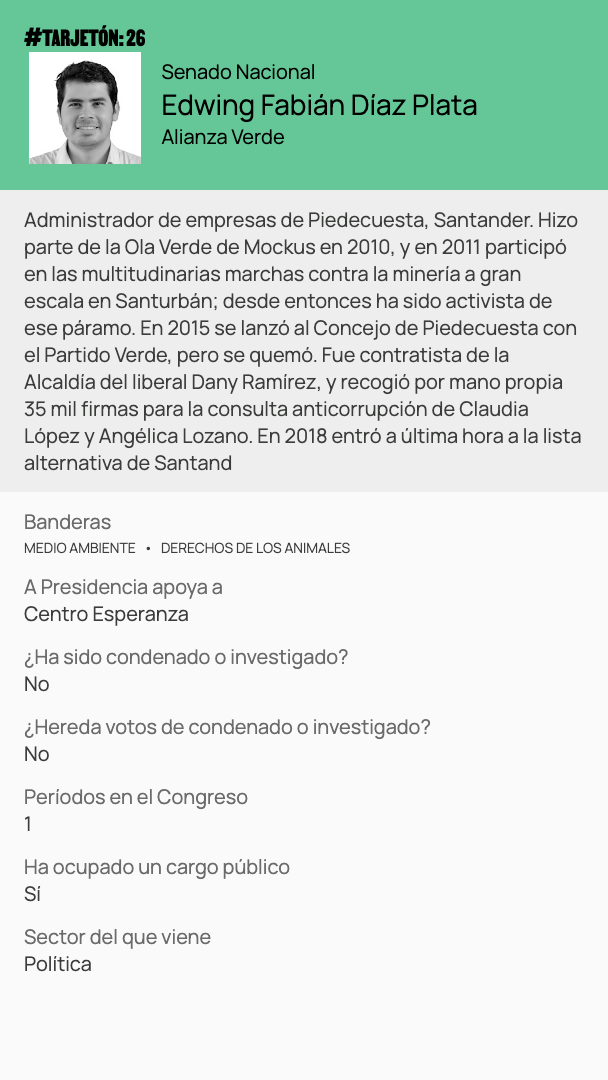 #TARJETÓN: 26
Senado Nacional
Edwing Fabián Díaz Plata
Alianza Verde
Administrador de empresas de Piedecuesta, Santander. Hizo
parte de la Ola Verde de Mockus en 2010, y en 2011 participó
en las multitudinarias marchas contra la minería a gran
escala en Santurbán; desde entonces ha sido activista de
ese páramo. En 2015 se lanzó al Concejo de Piedecuesta con
el Partido Verde, pero se quemó. Fue contratista de la
Alcaldía del liberal Dany Ramírez, y recogió por mano propia
35 mil firmas para la consulta anticorrupción de Claudia
López y Angélica Lozano. En 2018 entró a última hora a la lista
alternativa de Santand
Banderas
MEDIO AMBIENTE • DERECHOS DE LOS ANIMALES
A Presidencia apoya a
Centro Esperanza
¿Ha sido condenado o investigado?
No
¿Hereda votos de condenado o investigado?
No
Períodos en el Congreso
1
Ha ocupado un cargo público
Sí
Sector del que viene
Política